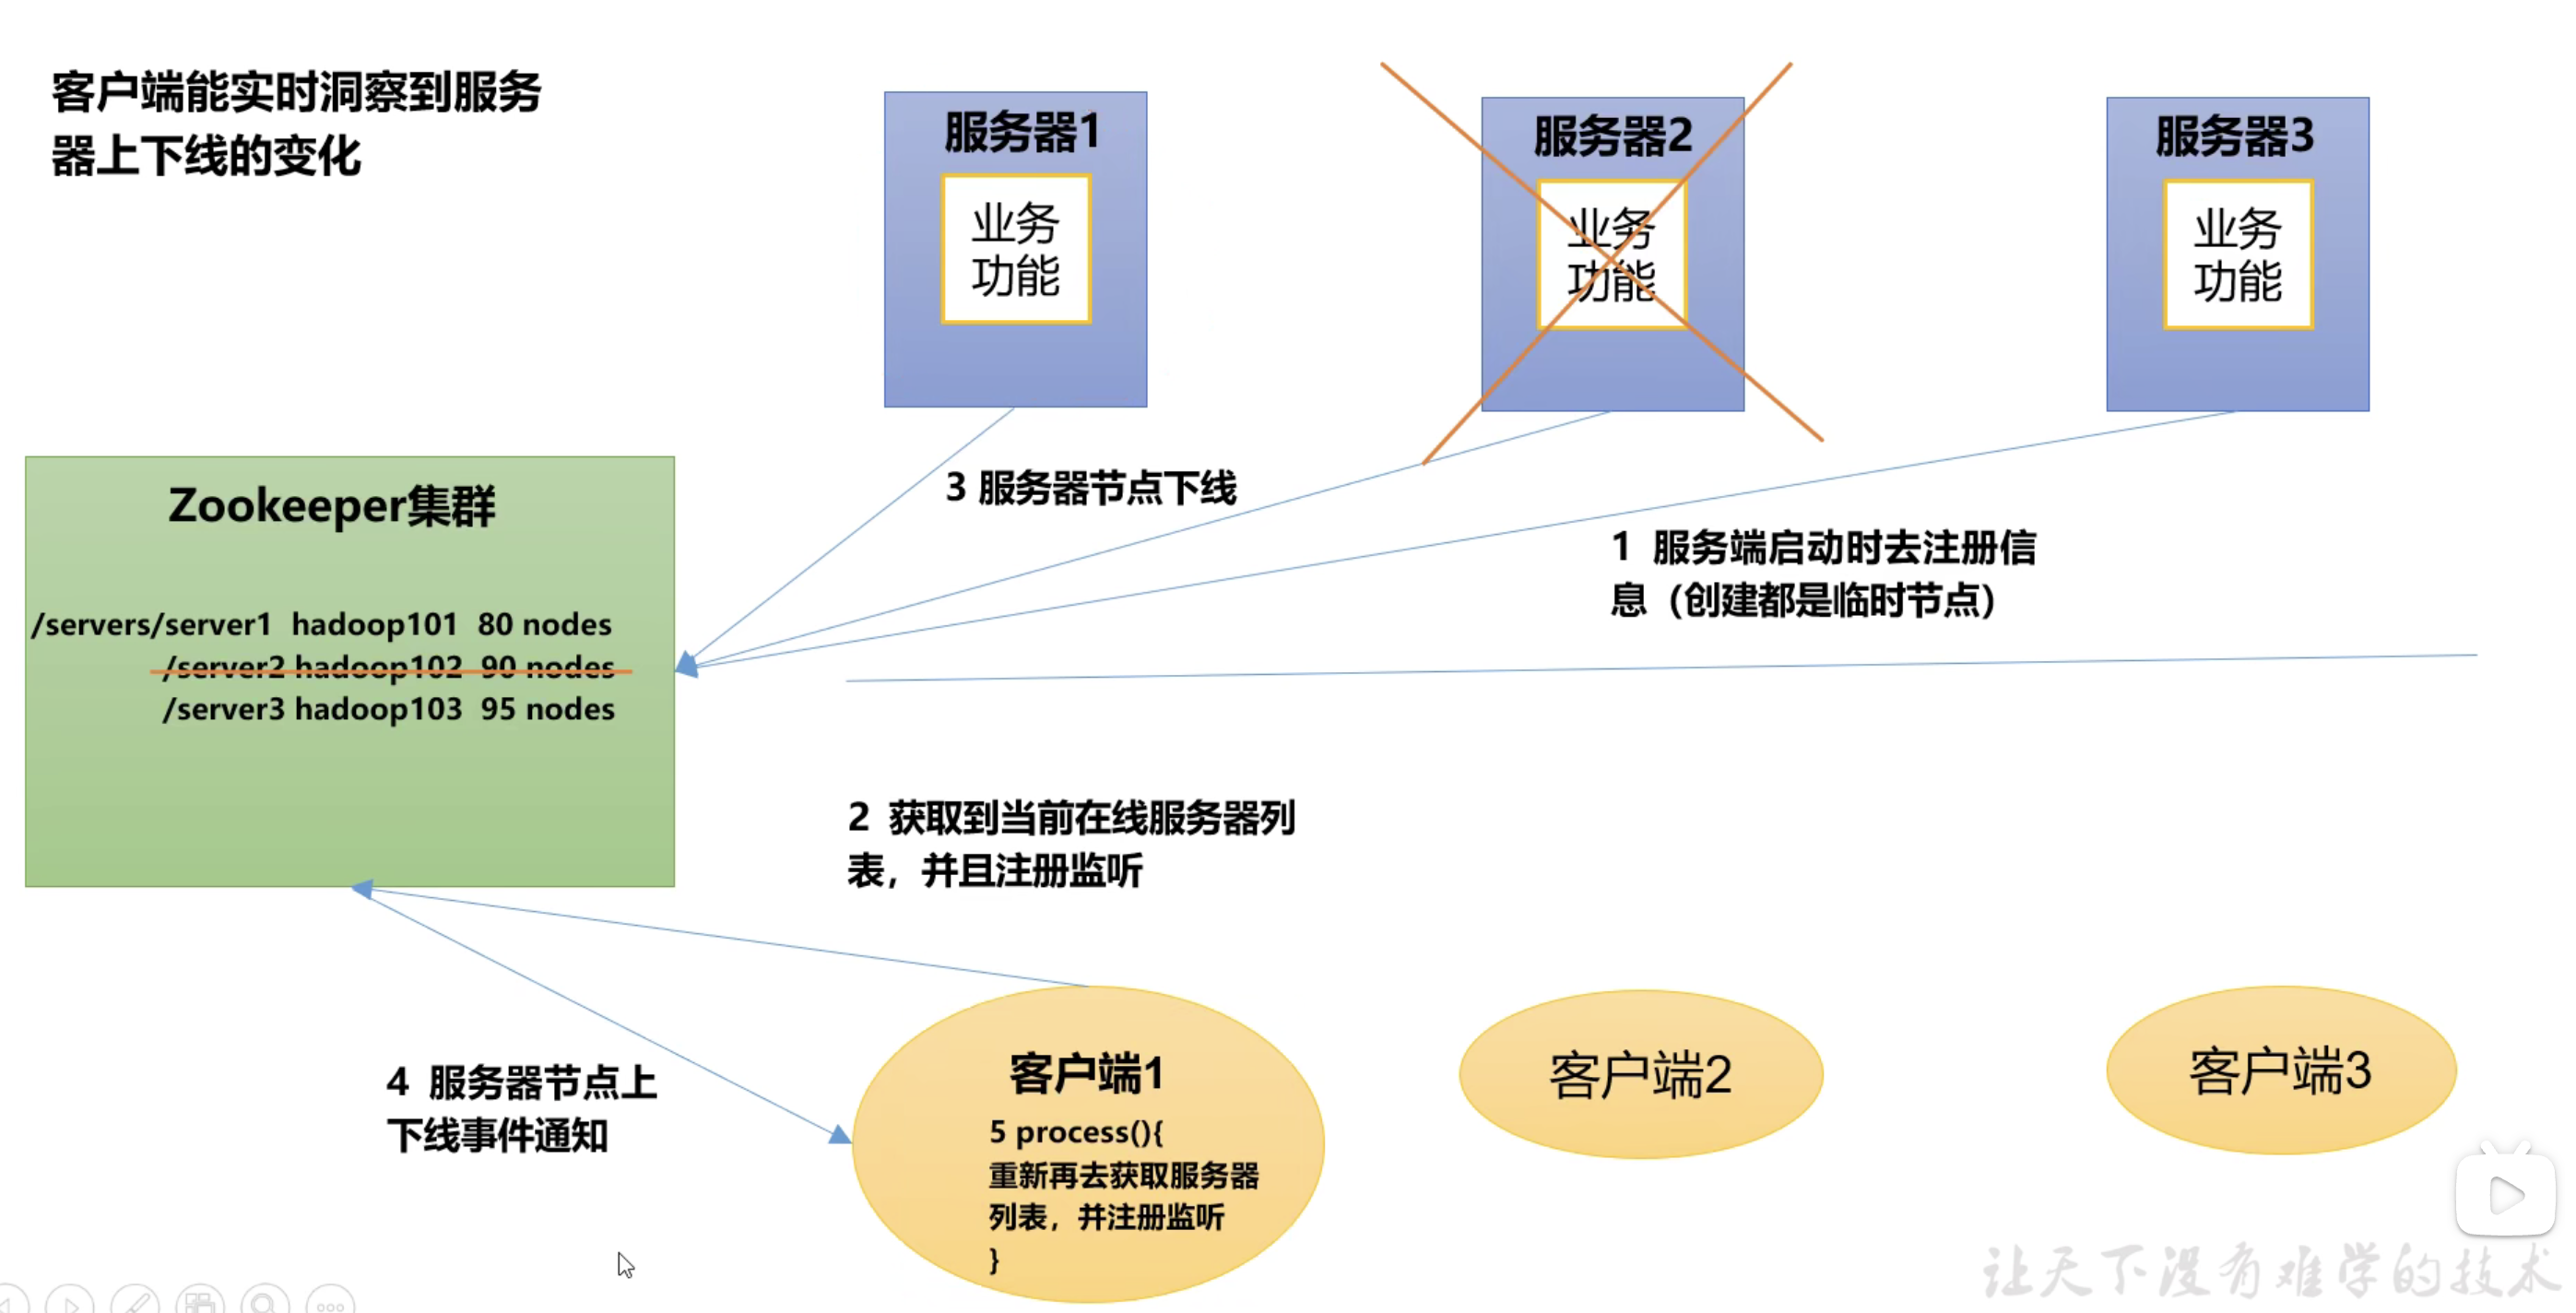 客户端能实时洞察到服务
器上下线的变化
服务器1
业务
功能
服务器2
业务
功能
服务器3
业务
功能
3 服务器节点下线
1 服务端启动时去注册信
息（创建都是临时节点）
Zookeeper集群
/servers/server1 hadoop101 80 nodes
/server2 hadoop102 90 nodes
/server3 hadoop103 95 nodes
2 获取到当前在线服务器列
表，并且注册监听
4 服务器节点上
下线事件通知
客户端1
5 process(){
重新再去获取服务器
列表，并注册监听
}
客户端2
客户端3
让天下没有难学的技术